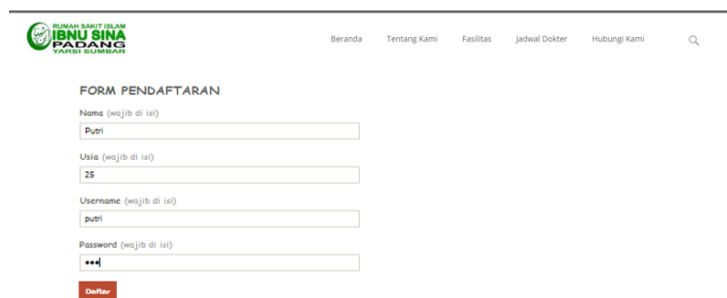 RUMAH SAKIT ISLAM
IBNU SINA
PADANG
YARSI SUMBAR
Beranda Tentang Kami Fasilitas Jadwal Dokter Hubungi Kami
FORM PENDAFTARAN
Nama (wajib di isi)
Putri
Usia (wajib di isi)
25
Username (wajib di isi)
putri
Password (wajib di isi)
•••
Daftar